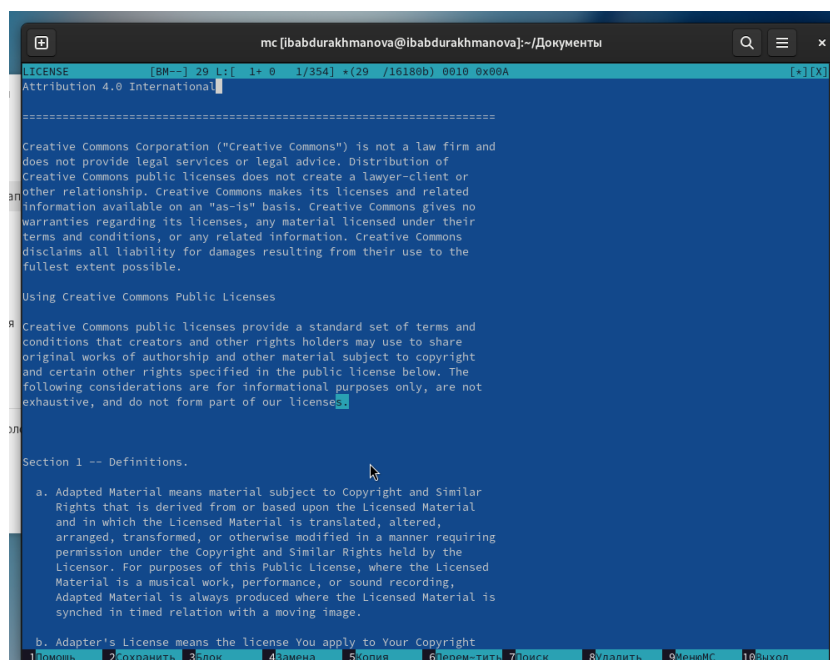 mc [ibabdurakhmanova@ibabdurakhmanova]:~/Документы
LICENSE [BM--] 29 L:[ 1+ 0 1/354] *(29 /16180b) 0010 0x00A [*][X]
Attribution 4.0 International
=======================================================================
Creative Commons Corporation ("Creative Commons") is not a law firm and
does not provide legal services or legal advice. Distribution of
Creative Commons public licenses does not create a lawyer-client or
other relationship. Creative Commons makes its licenses and related
information available on an "as-is" basis. Creative Commons gives no
warranties regarding its licenses, any material licensed under their
terms and conditions, or any related information. Creative Commons
disclaims all liability for damages resulting from their use to the
fullest extent possible.
Using Creative Commons Public Licenses
Creative Commons public licenses provide a standard set of terms and
conditions that creators and other rights holders may use to share
original works of authorship and other material subject to copyright
and certain other rights specified in the public license below. The
following considerations are for informational purposes only, are not
exhaustive, and do not form part of our licenses.
Section 1 -- Definitions.
a. Adapted Material means material subject to Copyright and Similar
Rights that is derived from or based upon the Licensed Material
and in which the Licensed Material is translated, altered,
arranged, transformed, or otherwise modified in a manner requiring
permission under the Copyright and Similar Rights held by the
Licensor. For purposes of this Public License, where the Licensed
Material is a musical work, performance, or sound recording,
Adapted Material is always produced where the Licensed Material is
synched in timed relation with a moving image.
b. Adapter's License means the license You apply to Your Copyright
1Помощь 2Сохранить 3Блок 4Замена 5Копия 6Перем~тить 7Поиск 8Удалить 9МенюMC 10Выход